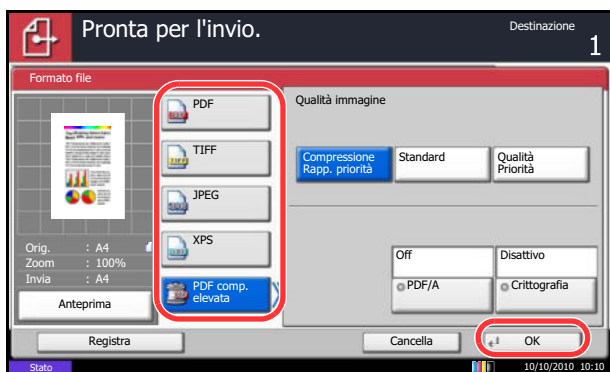 Pronta per l'invio.
Destinazione
1
Formato file
PDF
TIFF
JPEG
XPS
PDF comp.
elevata
Orig. : A4
Zoom : 100%
Invia : A4
Anteprima
Qualità immagine
Compressione
Rapp. priorità
Standard
Qualità
Priorità
Off
PDF/A
Disattivo
Crittografia
Registra
Cancella
OK
Stato
10/10/2010 10:10